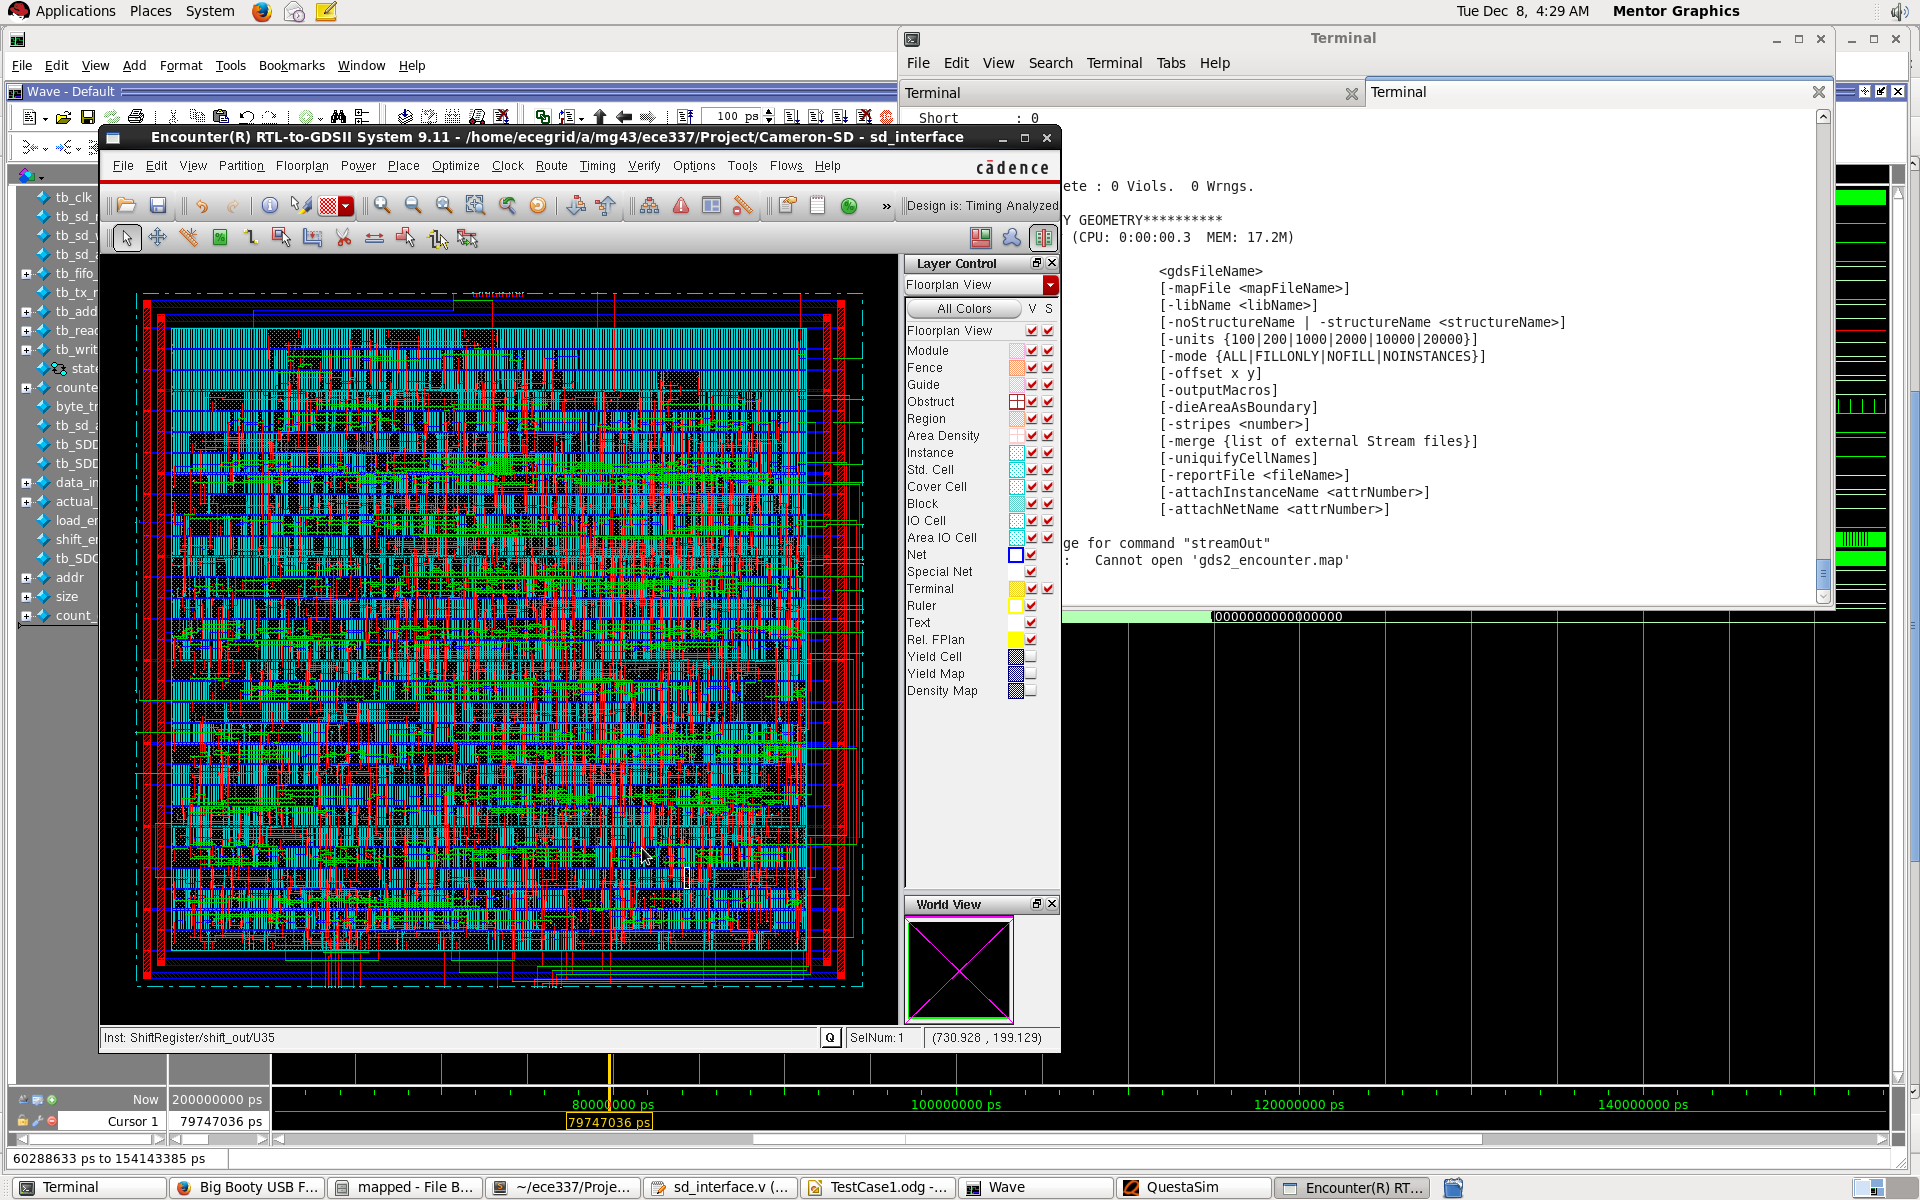 Applications Places System
Tue Dec 8, 4:29 AM Mentor Graphics
File Edit View Add Format Tools Bookmarks Window Help
Wave - Default
100 ps
Terminal
File Edit View Search Terminal Tabs Help
Terminal
Terminal
Short : 0
ete : 0 Viols. 0 Wrngs.
Y GEOMETRY**********
(CPU: 0:00:00.3 MEM: 17.2M)
<gdsFileName>
[-mapFile <mapFileName>]
[-libName <libName>]
[-noStructureName | -structureName <structureName>]
[-units {100|200|1000|2000|10000|20000}]
[-mode {ALL|FILLONLY|NOFILL|NOINSTANCES}]
[-offset x y]
[-outputMacros]
[-dieAreaAsBoundary]
[-stripes <number>]
[-merge {list of external Stream files}]
[-uniquifyCellNames]
[-reportFile <fileName>]
[-attachInstanceName <attrNumber>]
[-attachNetName <attrNumber>]
ge for command "streamOut"
: Cannot open 'gds2_encounter.map'
Encounter(R) RTL-to-GDSII System 9.11 - /home/ecegrid/a/mg43/ece337/Project/Cameron-SD - sd_interface
File Edit View Partition Floorplan Power Place Optimize Clock Route Timing Verify Options Tools Flows Help
cādence
» Design is: Timing Analyzed
Layer Control
Floorplan View
All Colors V S
Floorplan View
Module
Fence
Guide
Obstruct
Region
Area Density
Instance
Std. Cell
Cover Cell
Block
IO Cell
Area IO Cell
Net
Special Net
Terminal
Ruler
Text
Rel. FPlan
Yield Cell
Yield Map
Density Map
World View
Inst: ShiftRegister/shift_out/U35
Q SelNum: 1 (730.928 , 199.129)
tb_clk
tb_sd_r
tb_sd_v
tb_sd_a
tb_fifo_
tb_tx_r
tb_add
tb_read
tb_writ
state
counte
byte_tr
tb_sd_a
tb_SDD
tb_SDD
data_in
actual_
load_er
shift_er
tb_SDC
addr
size
count_
0000000000000000
Now 200000000 ps
80000000 ps 100000000 ps 120000000 ps 140000000 ps
Cursor 1 79747036 ps
79747036 ps
60288633 ps to 154143385 ps
Terminal
Big Booty USB F...
mapped - File B...
~/ece337/Proje...
sd_interface.v (...
TestCase1.odg -...
Wave
QuestaSim
Encounter(R) RT...